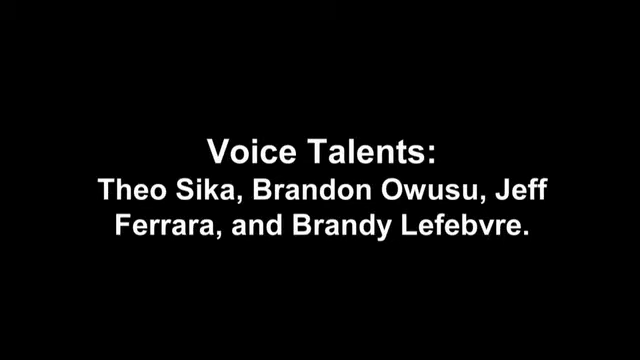 Voice Talents:
Theo Sika, Brandon Owusu, Jeff
Ferrara, and Brandy Lefebvre.